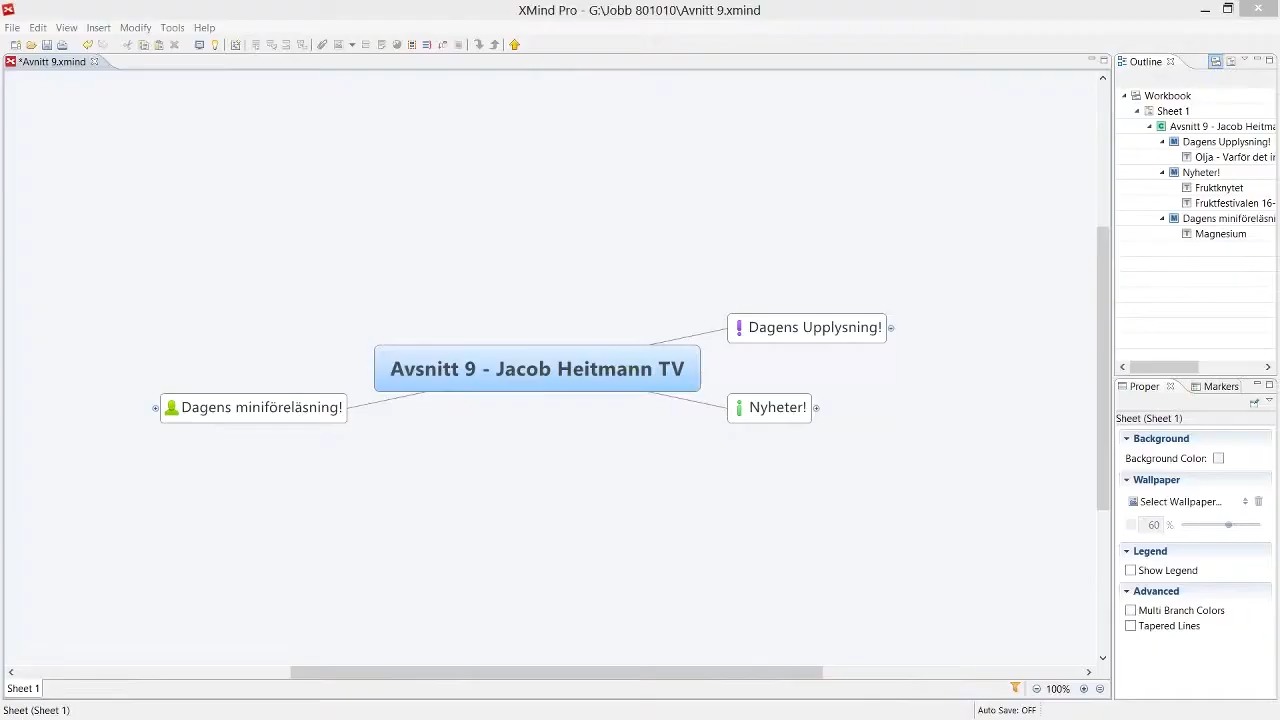 XMind Pro - G:\Jobb 801010\Avnitt 9.xmind
File Edit View Insert Modify Tools Help
*Avnitt 9.xmind
Avsnitt 9 - Jacob Heitmann TV
Dagens Upplysning!
Nyheter!
Dagens miniföreläsning!
Sheet 1
100%
Sheet (Sheet 1)
Auto Save: OFF
Outline
Workbook
Sheet 1
Avsnitt 9 - Jacob Heitma
Dagens Upplysning!
Olja - Varför det i
Nyheter!
Fruktknytet
Fruktfestivalen 16-
Dagens miniföreläsni
Magnesium
Proper
Markers
Sheet (Sheet 1)
Background
Background Color:
Wallpaper
Select Wallpaper...
60 %
Legend
Show Legend
Advanced
Multi Branch Colors
Tapered Lines